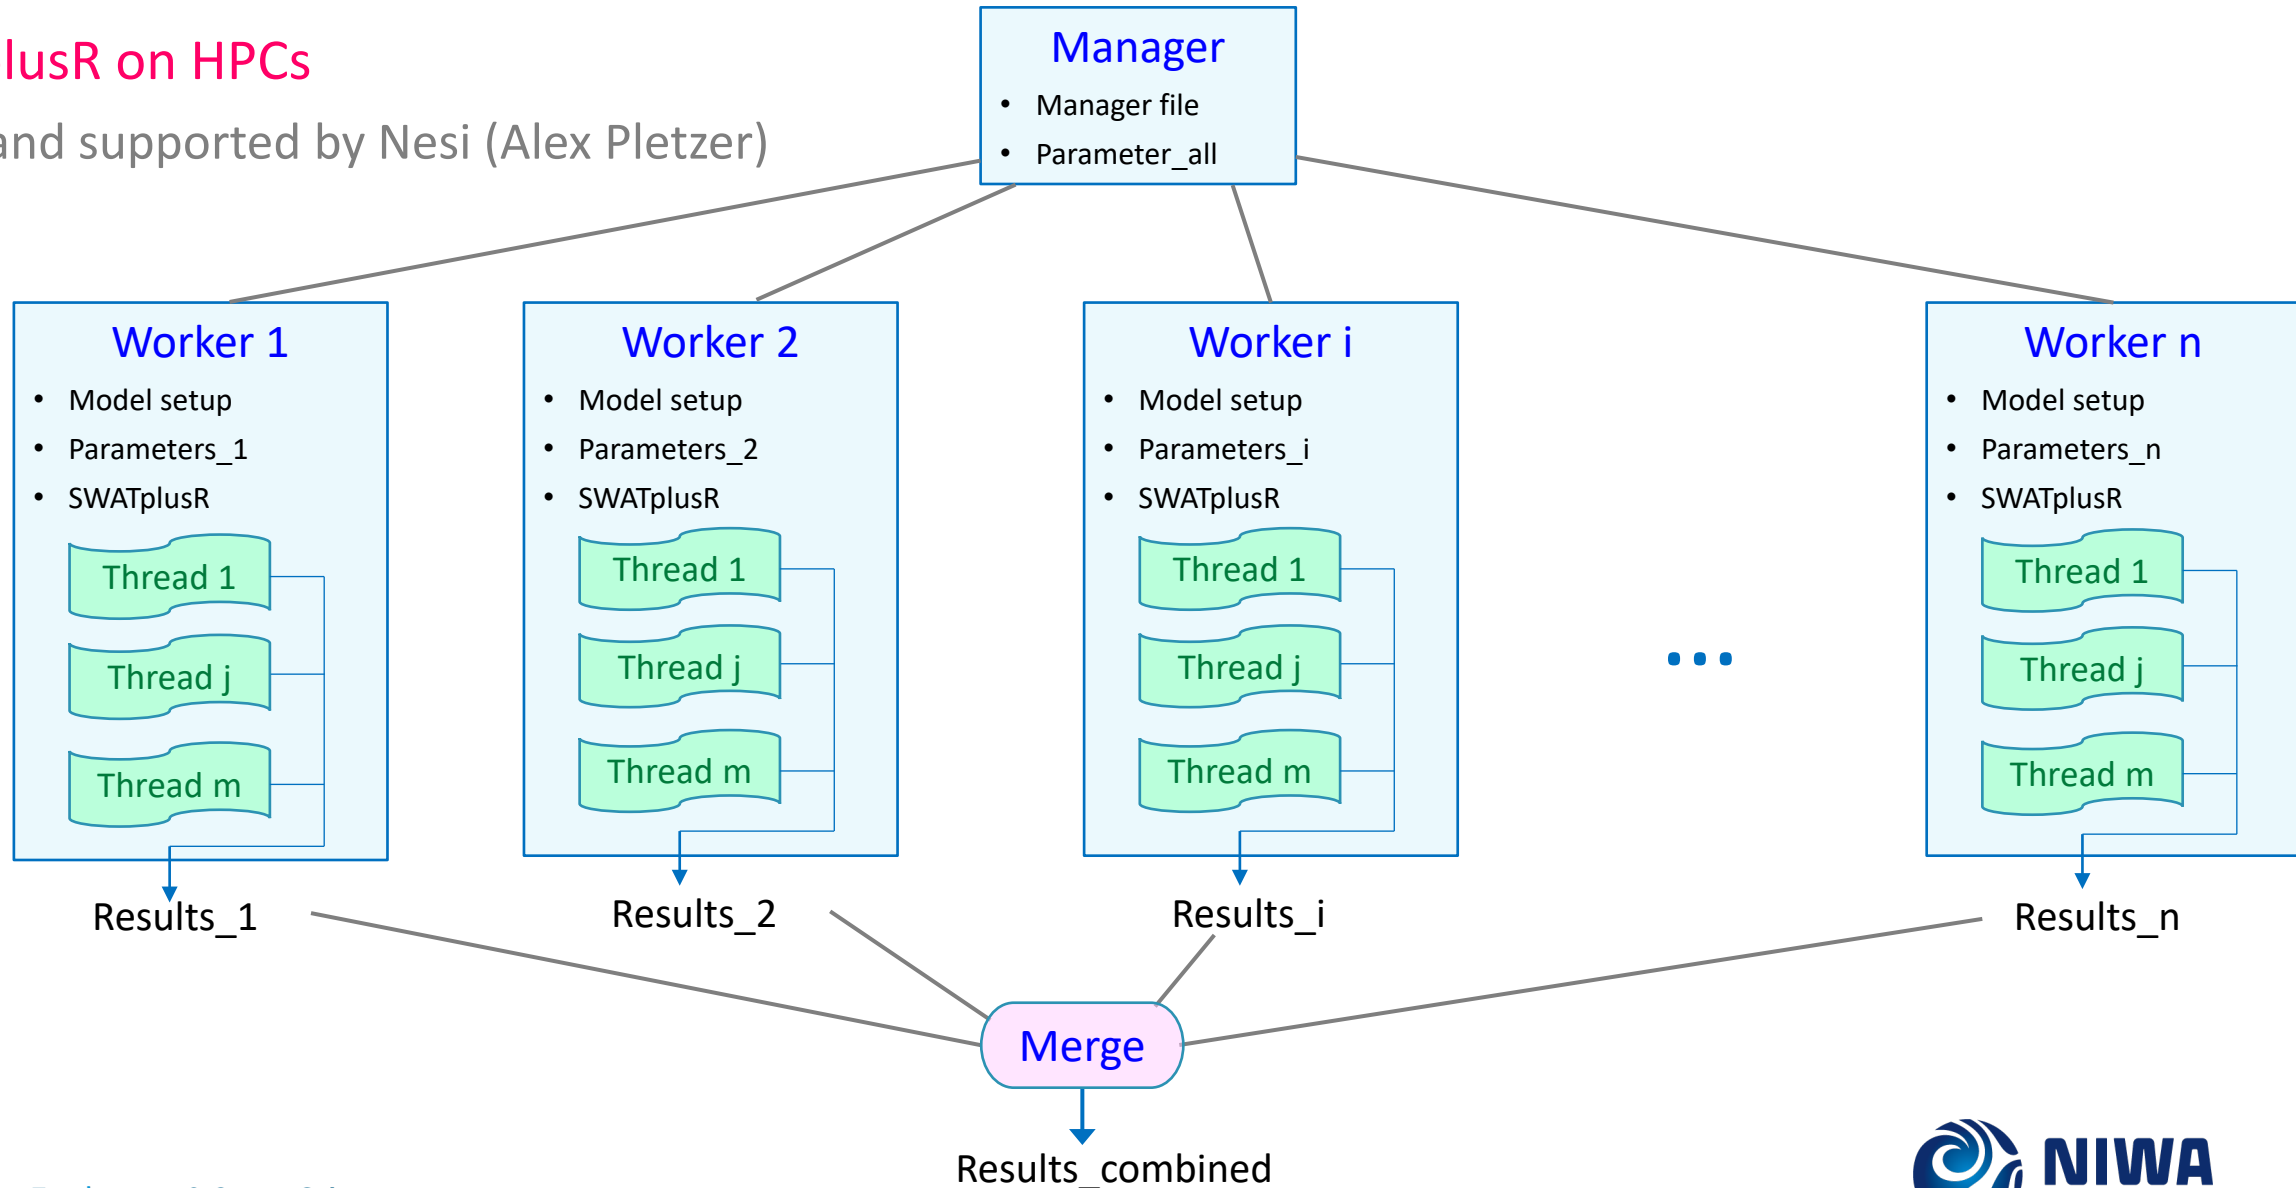 lusR on HPCs
and supported by Nesi (Alex Pletzer)
Manager
• Manager file
• Parameter_all
Worker 1
• Model setup
• Parameters_1
• SWATplusR
Thread 1
Thread j
Thread m
Results_1
Worker 2
• Model setup
• Parameters_2
• SWATplusR
Thread 1
Thread j
Thread m
Results_2
Worker i
• Model setup
• Parameters_i
• SWATplusR
Thread 1
Thread j
Thread m
Results_i
...
Worker n
• Model setup
• Parameters_n
• SWATplusR
Thread 1
Thread j
Thread m
Results_n
Merge
Results_combined
NIWA